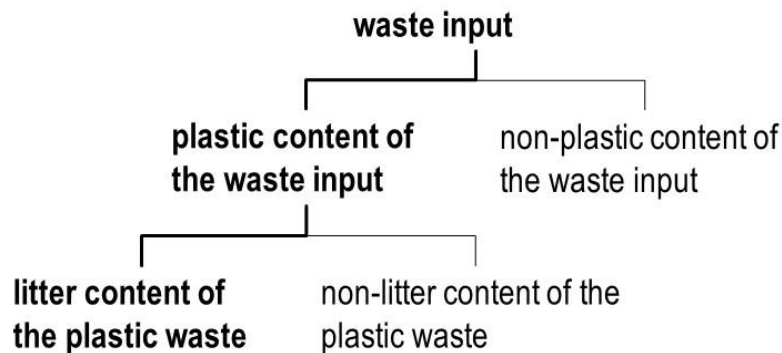 waste input
plastic content of
the waste input
non-plastic content of
the waste input
litter content of
the plastic waste
non-litter content of the
plastic waste